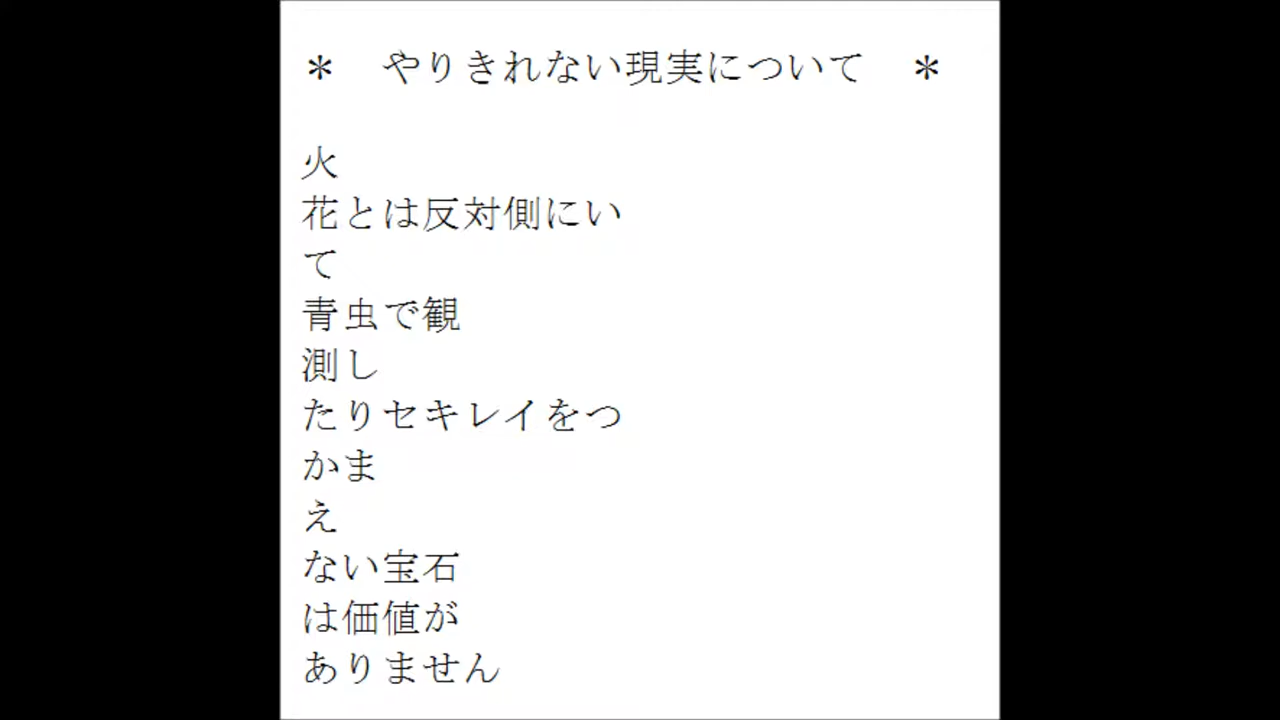 ＊　やりきれない現実について　＊
火
花とは反対側にい
て
青虫で観
測し
たりセキレイをつ
かま
え
ない宝石
は価値が
ありません